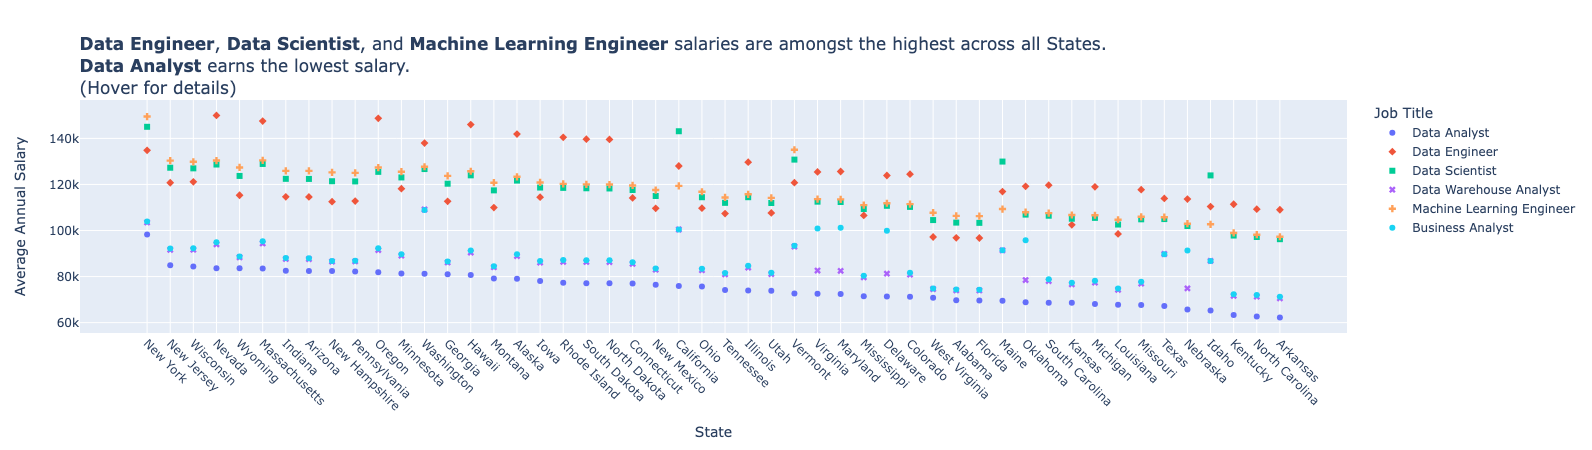 Data Engineer, Data Scientist, and Machine Learning Engineer salaries are amongst the highest across all States.
Data Analyst earns the lowest salary.
(Hover for details)
Average Annual Salary
140k
120k
100k
80k
60k
New York
New Jersey
Wisconsin
Nevada
Wyoming
Massachusetts
Indiana
Arizona
New Hampshire
Pennsylvania
Oregon
Minnesota
Washington
Georgia
Hawaii
Montana
Alaska
Iowa
Rhode Island
South Dakota
North Dakota
Connecticut
New Mexico
California
Ohio
Tennessee
Illinois
Utah
Vermont
Virginia
Maryland
Mississippi
Delaware
Colorado
West Virginia
Alabama
Florida
Maine
Oklahoma
South Carolina
Kansas
Michigan
Louisiana
Missouri
Texas
Nebraska
Idaho
Kentucky
North Carolina
Arkansas
State
Job Title
Data Analyst
Data Engineer
Data Scientist
Data Warehouse Analyst
Machine Learning Engineer
Business Analyst